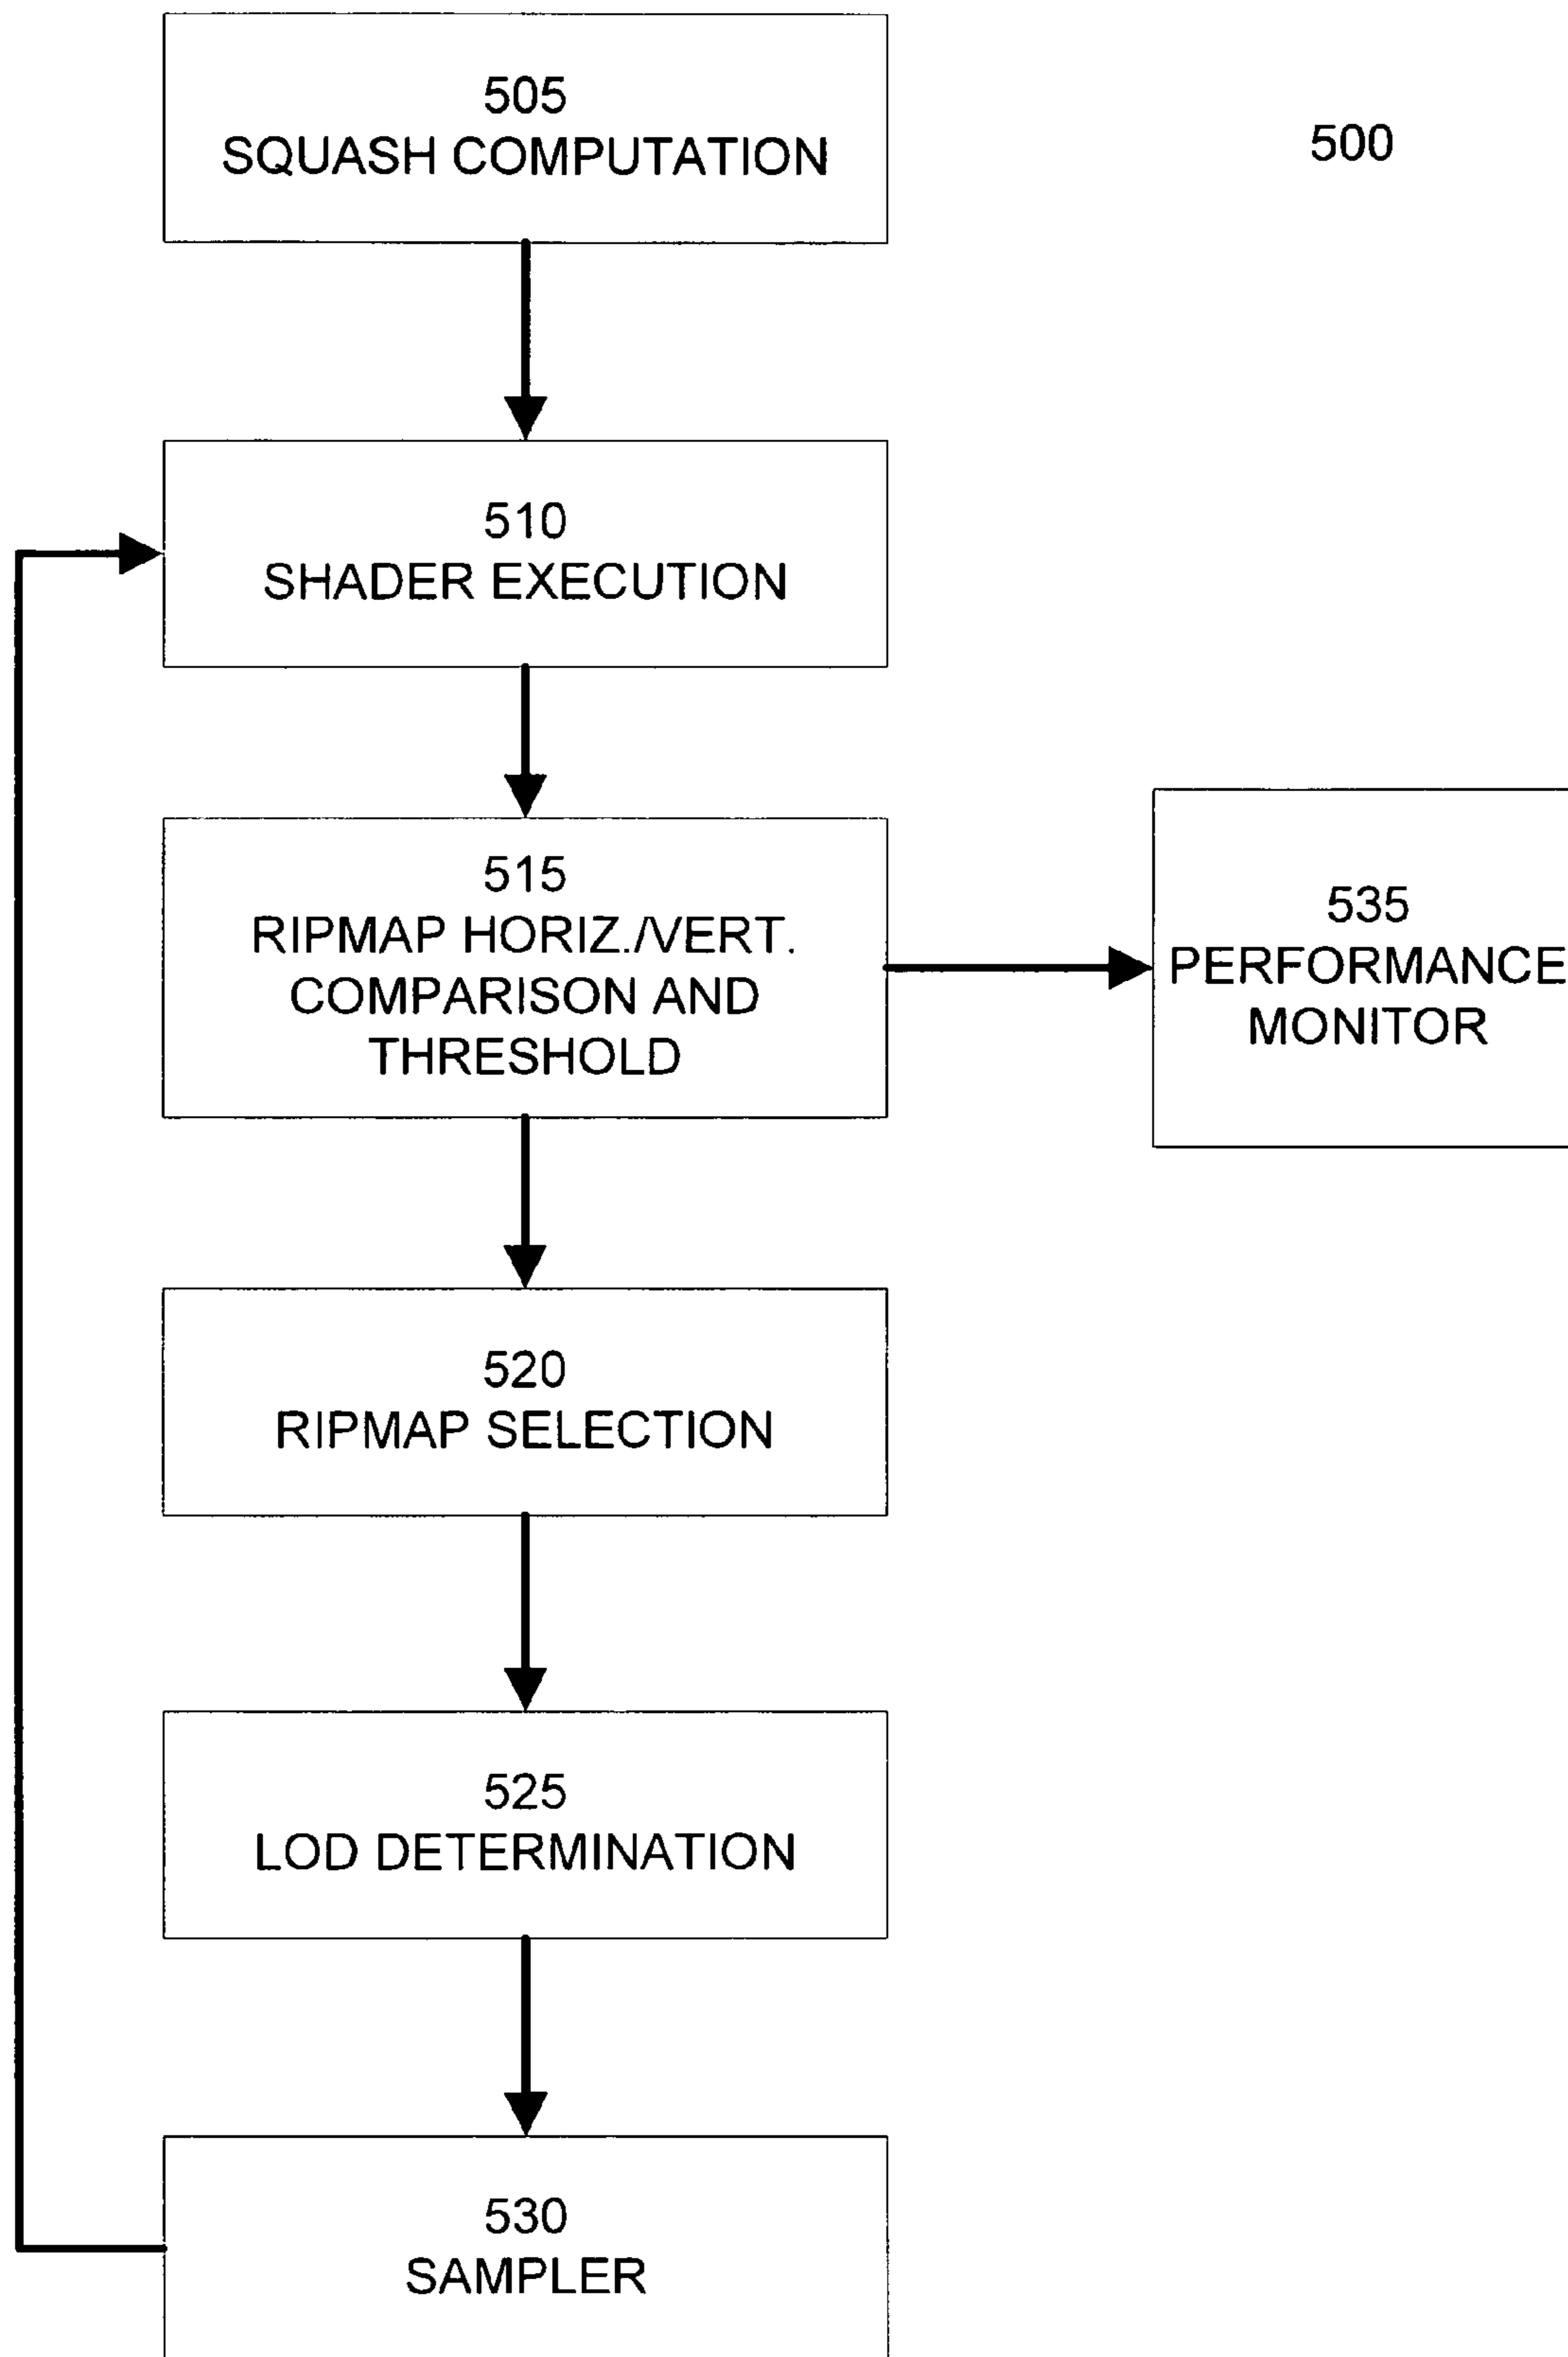 505
SQUASH COMPUTATION
500
510
SHADER EXECUTION
515
RIPMAP HORIZ./VERT.
COMPARISON AND
THRESHOLD
535
PERFORMANCE
MONITOR
520
RIPMAP SELECTION
525
LOD DETERMINATION
530
SAMPLER